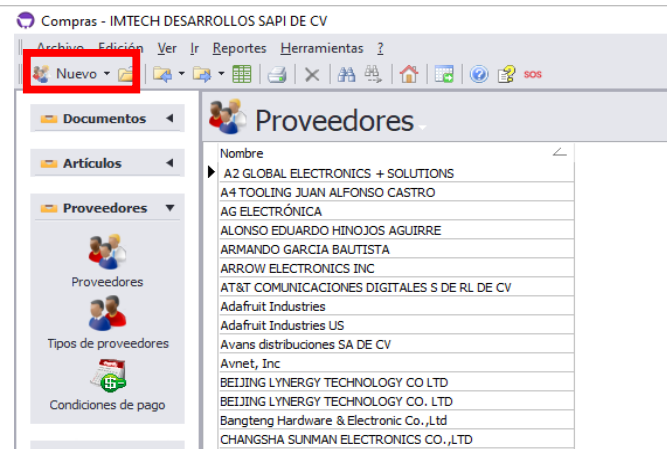 Compras - IMTECH DESARROLLOS SAPI DE CV
Archivo Edición Ver Ir Reportes Herramientas ?
Nuevo SOS
Documentos
Artículos
Proveedores
Proveedores
Tipos de proveedores
Condiciones de pago
Proveedores
Nombre
A2 GLOBAL ELECTRONICS + SOLUTIONS
A4 TOOLING JUAN ALFONSO CASTRO
AG ELECTRÓNICA
ALONSO EDUARDO HINOJOS AGUIRRE
ARMANDO GARCIA BAUTISTA
ARROW ELECTRONICS INC
AT&T COMUNICACIONES DIGITALES S DE RL DE CV
Adafruit Industries
Adafruit Industries US
Avans distribuciones SA DE CV
Avnet, Inc
BEIJING LYNERGY TECHNOLOGY CO LTD
BEIJING LYNERGY TECHNOLOGY CO. LTD
Bangteng Hardware & Electronic Co.,Ltd
CHANGSHA SUNMAN ELECTRONICS CO.,LTD